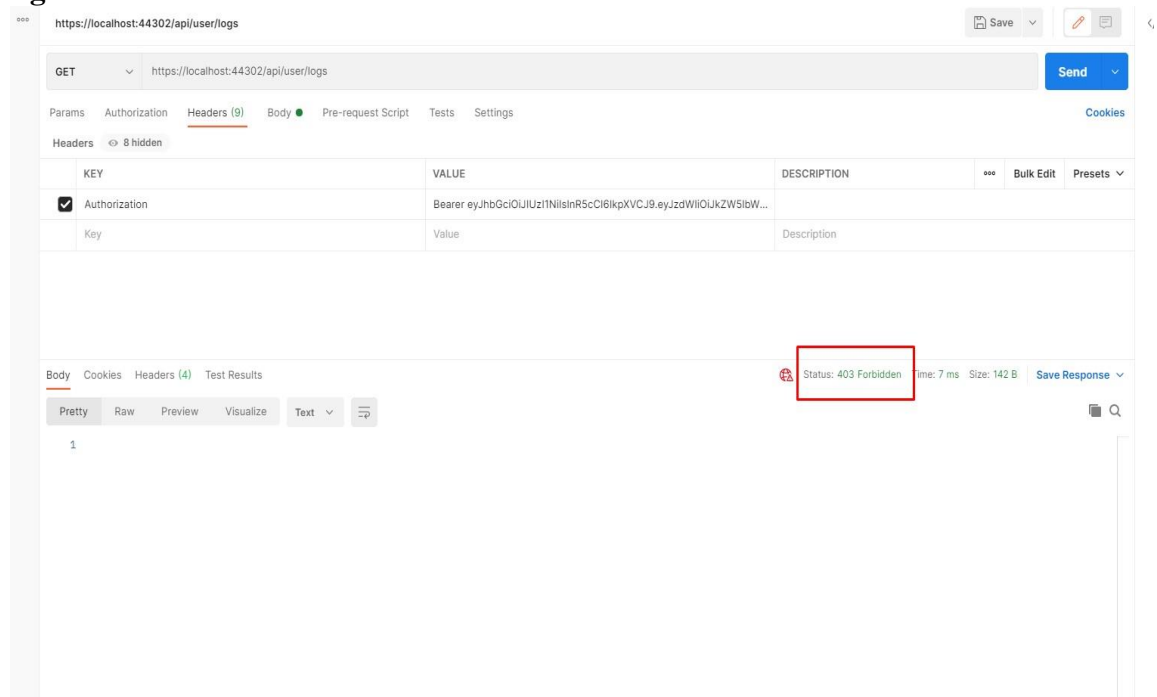 https://localhost:44302/api/user/logs
Save
GET https://localhost:44302/api/user/logs Send
Params Authorization Headers (9) Body Pre-request Script Tests Settings Cookies
Headers 8 hidden
KEY VALUE DESCRIPTION Bulk Edit Presets
Authorization Bearer eyJhbGciOiJIUzI1NiIsInR5cCI6IkpXVCJ9.eyJzdWIiOiJkZW5lbW...
Key Value Description
Body Cookies Headers (4) Test Results Status: 403 Forbidden Time: 7 ms Size: 142 B Save Response
Pretty Raw Preview Visualize Text
1